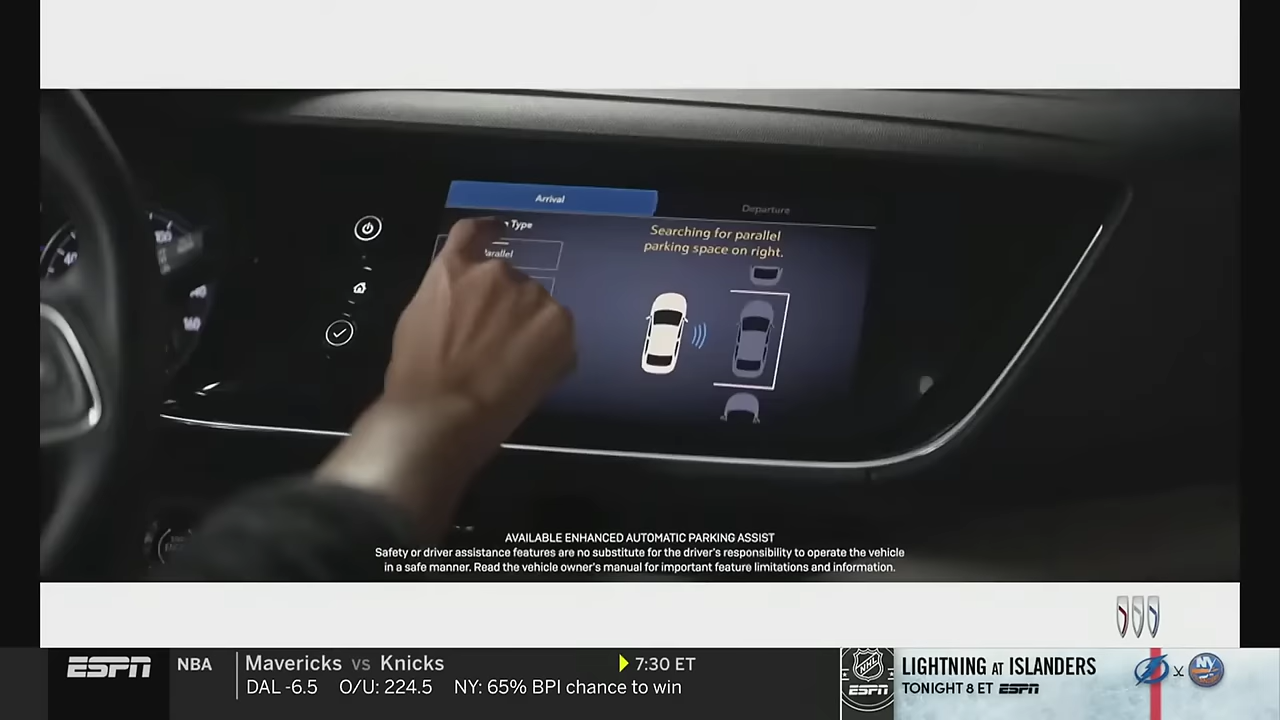 Arrival
Departure
Type
Parallel
Searching for parallel
parking space on right.
40
160
AVAILABLE ENHANCED AUTOMATIC PARKING ASSIST
Safety or driver assistance features are no substitute for the driver's responsibility to operate the vehicle
in a safe manner. Read the vehicle owner's manual for important feature limitations and information.
ESPN
NBA
Mavericks vs Knicks
7:30 ET
DAL -6.5 O/U: 224.5 NY: 65% BPI chance to win
NHL
ESPN
LIGHTNING AT ISLANDERS
TONIGHT 8 ET ESPN
X
NY